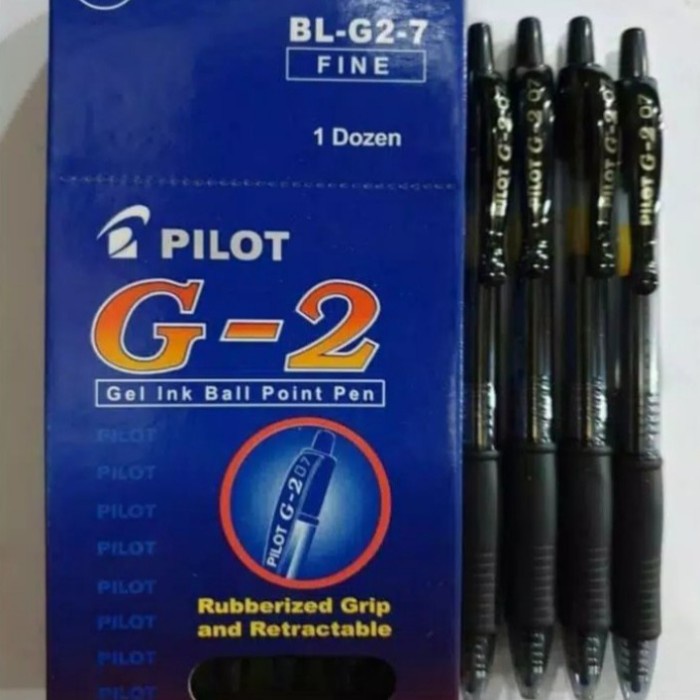 BL-G2-7
FINE
1 Dozen
PILOT
G-2
Gel Ink Ball Point Pen
PILOT
PILOT
PILOT
PILOT
PILOT
PILOT
PILOT
PILOT
PILOT G-2 07
Rubberized Grip
and Retractable
PILOT G-2 07
PILOT G-2 07
PILOT G-2
PILOT G-2 07